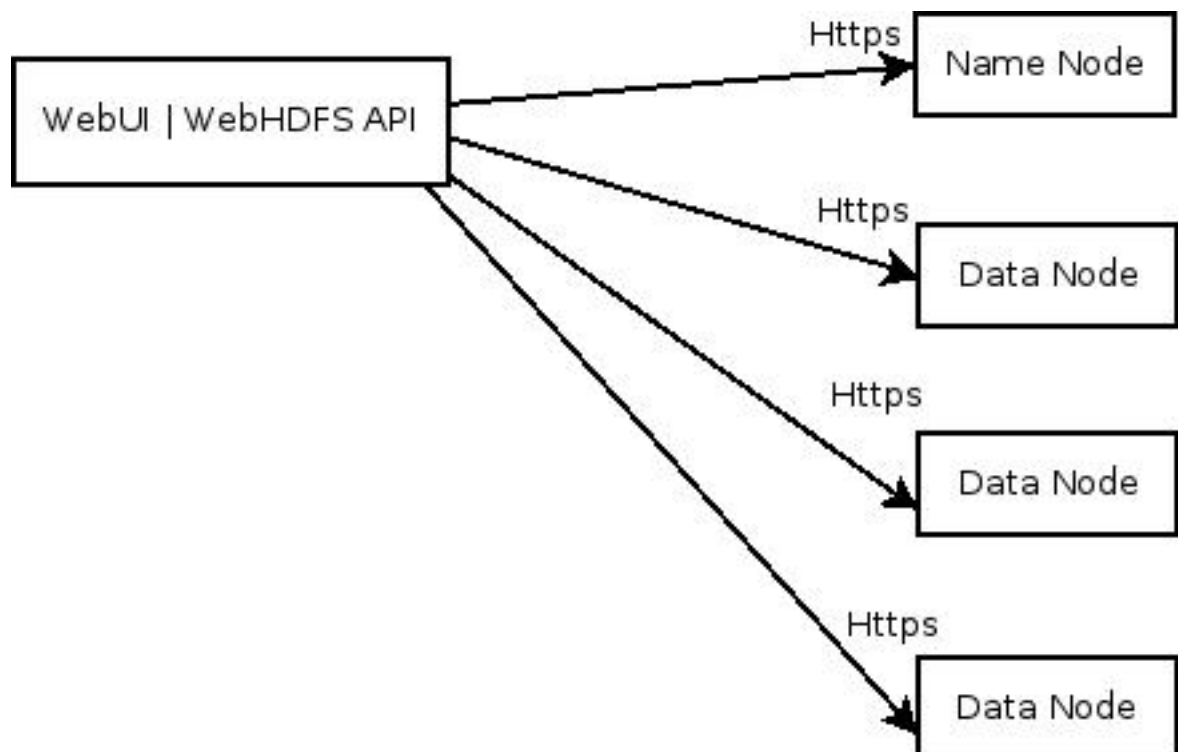 Https
Name Node
WebUI | WebHDFS API
Https
Data Node
Https
Data Node
Https
Data Node